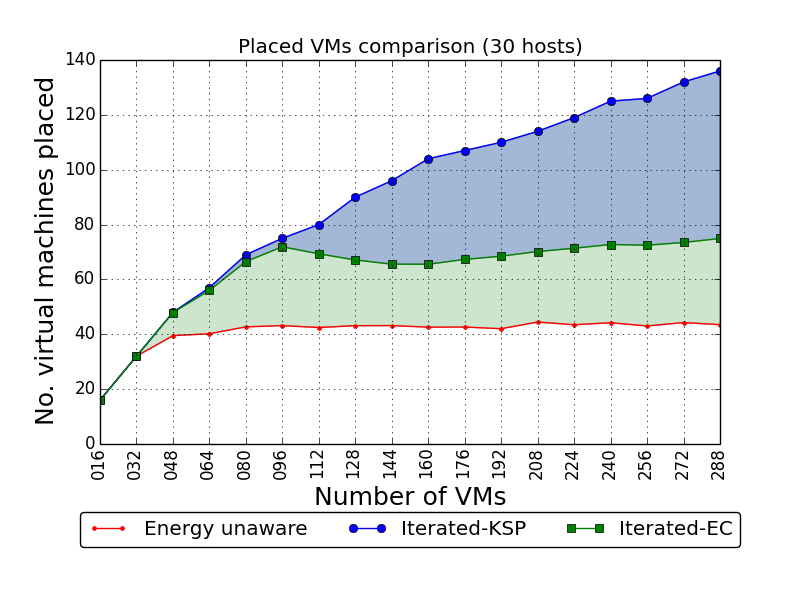 Placed VMs comparison (30 hosts)
No. virtual machines placed
140
120
100
80
60
40
20
0
016 032 048 064 080 096 112 128 144 160 176 192 208 224 240 256 272 288
Number of VMs
Energy unaware Iterated-KSP Iterated-EC